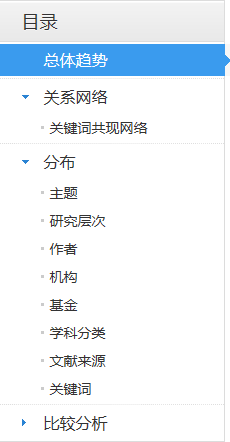 目录
总体趋势
关系网络
关键词共现网络
分布
主题
研究层次
作者
机构
基金
学科分类
文献来源
关键词
比较分析